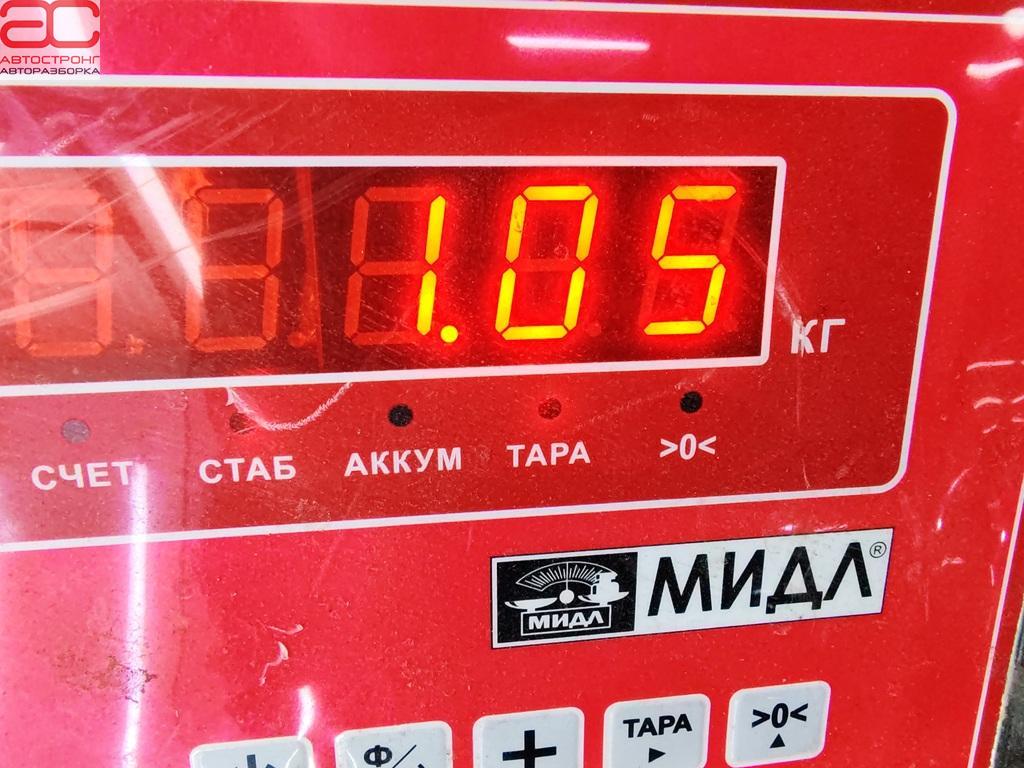 АС
АВТОСТРОНГ
АВТОРАЗБОРКА
1.05
КГ
СЧЕТ СТАБ АККУМ ТАРА >0<
МИДЛ МИДЛ®
Ф/ + ТАРА >0<